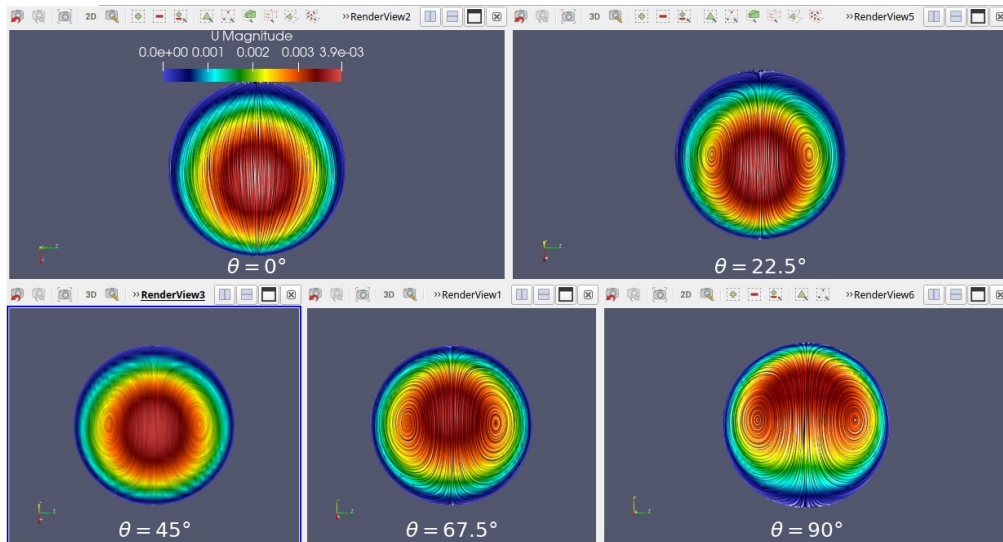 2D
»RenderView2
3D
»RenderView5
U Magnitude
0.0e+00 0.001 0.002 0.003 3.9e-03
θ = 0°
θ = 22.5°
3D
»RenderView3
3D
»RenderView1
2D
»RenderView6
θ = 45°
θ = 67.5°
θ = 90°